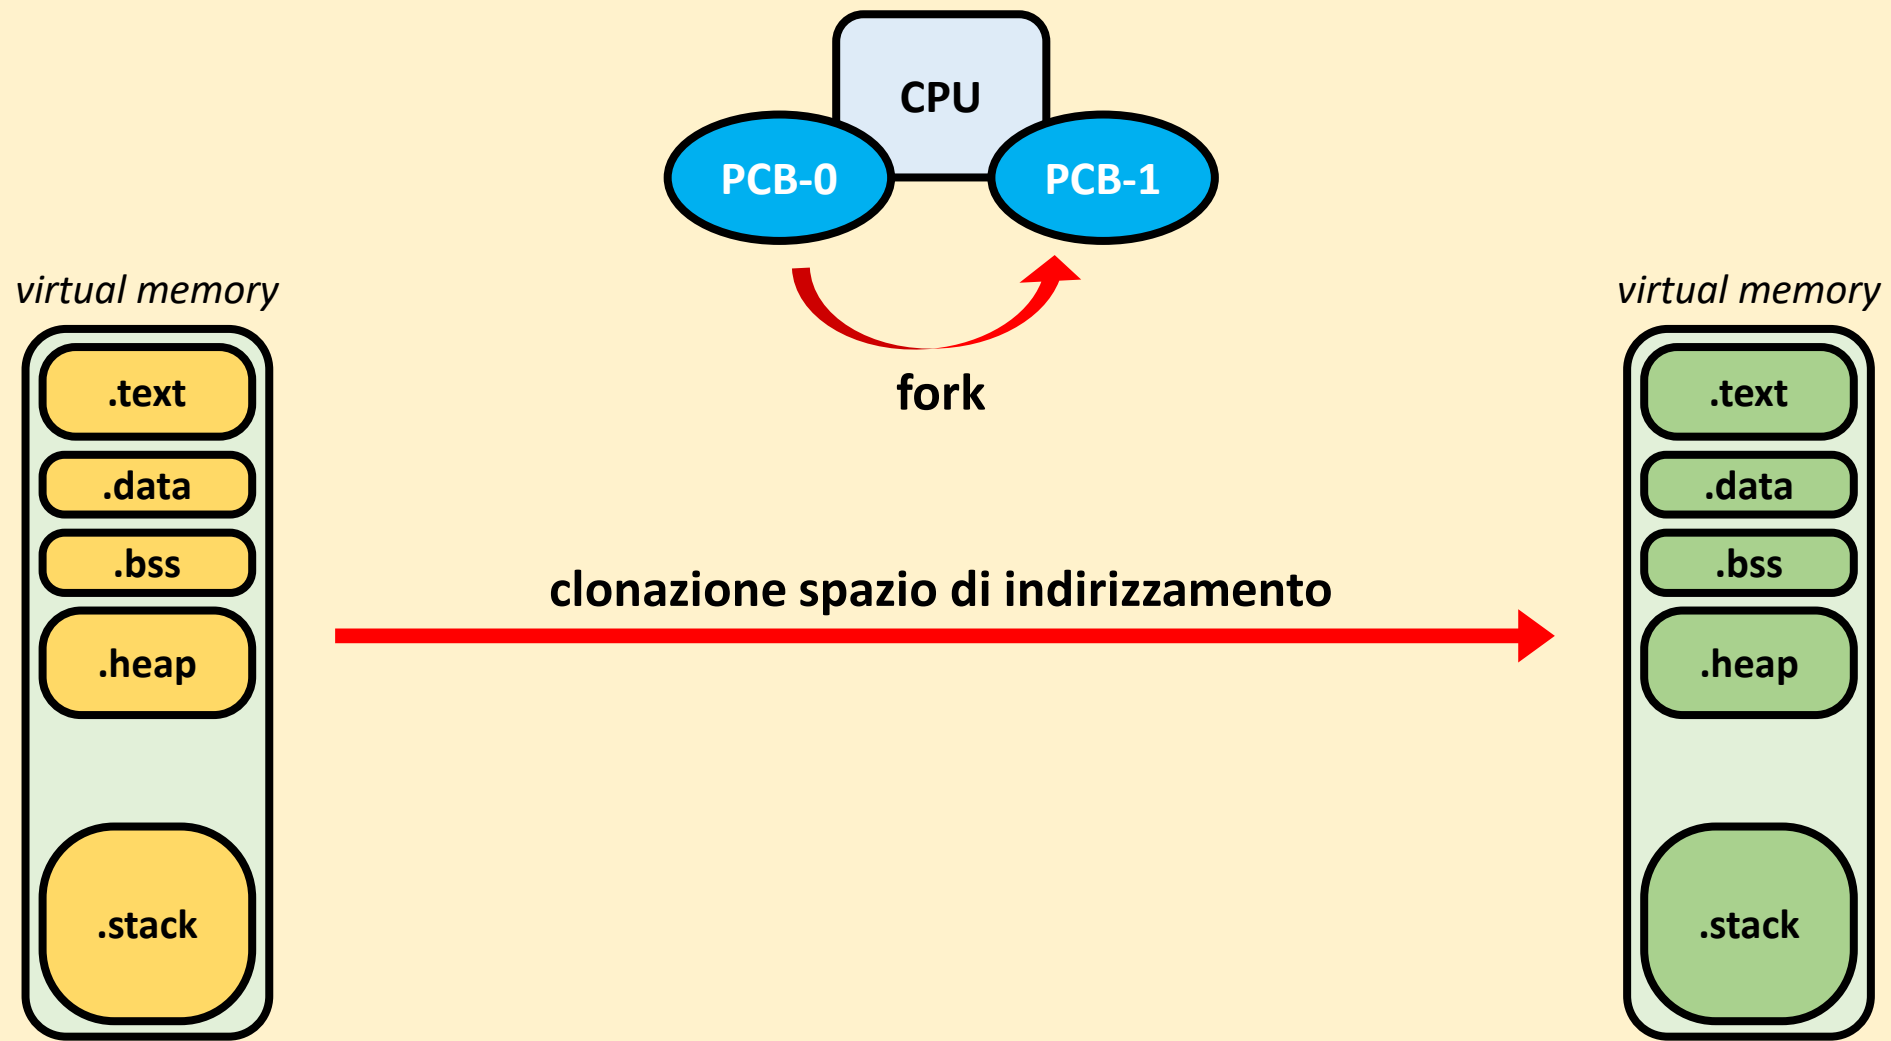 CPU
PCB-0
PCB-1
fork
virtual memory
.text
.data
.bss
.heap
.stack
clonazione spazio di indirizzamento
virtual memory
.text
.data
.bss
.heap
.stack